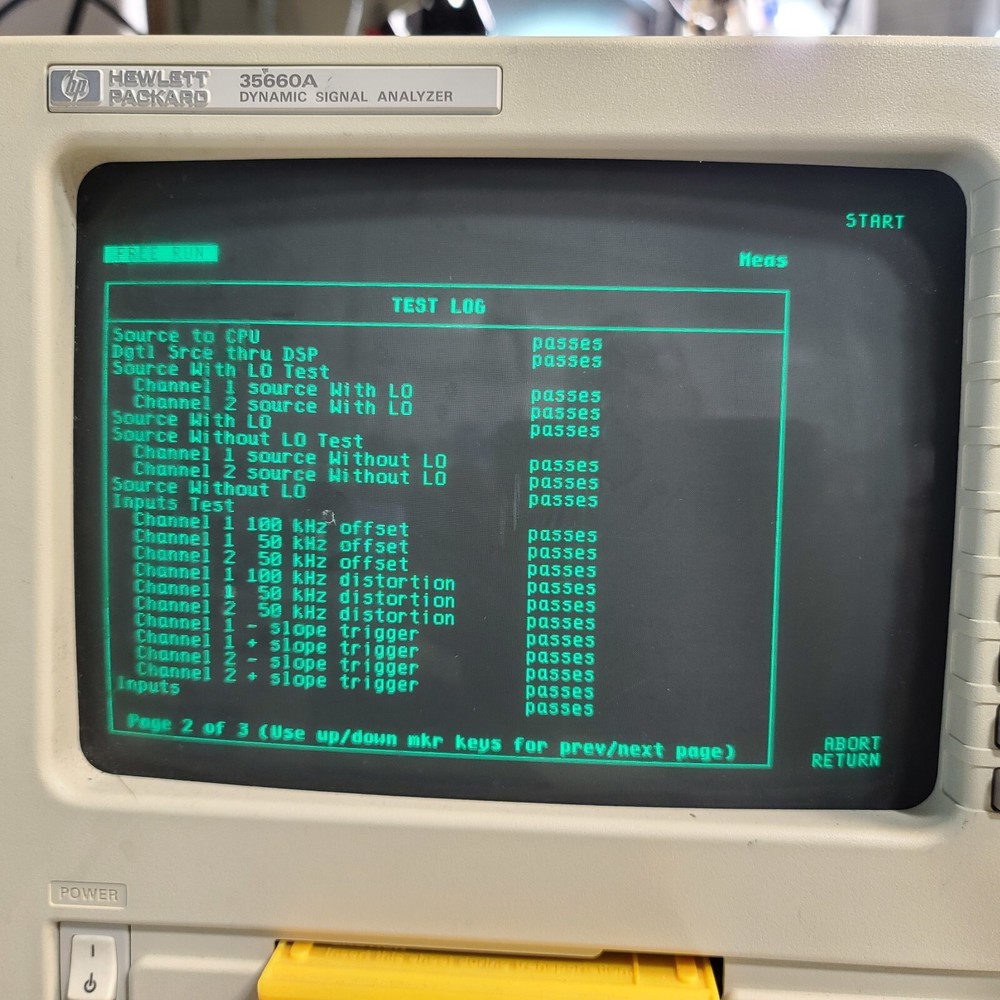 hp HEWLETT PACKARD 35660A
DYNAMIC SIGNAL ANALYZER
START
FREE RUN
Meas
TEST LOG
Source to CPU passes
Dgtl Srce thru DSP passes
Source With LO Test
Channel 1 source With LO passes
Channel 2 source With LO passes
Source With LO passes
Source Without LO Test
Channel 1 source Without LO passes
Channel 2 source Without LO passes
Source Without LO passes
Inputs Test
Channel 1 100 kHz offset passes
Channel 1 50 kHz offset passes
Channel 2 50 kHz offset passes
Channel 1 100 kHz distortion passes
Channel 1 50 kHz distortion passes
Channel 2 50 kHz distortion passes
Channel 1 - slope trigger passes
Channel 1 + slope trigger passes
Channel 2 - slope trigger passes
Channel 2 + slope trigger passes
Inputs passes
Page 2 of 3 (Use up/down mkr keys for prev/next page)
ABORT
RETURN
POWER